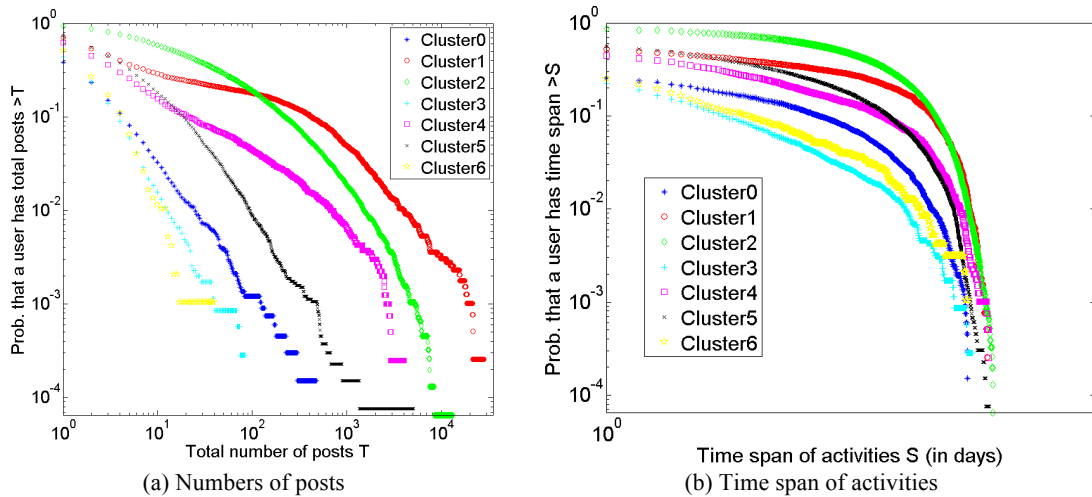 Prob. that a user has total posts >T
10^0
10^-1
10^-2
10^-3
10^-4
Cluster0
Cluster1
Cluster2
Cluster3
Cluster4
Cluster5
Cluster6
10^0
10^1
10^2
10^3
10^4
Total number of posts T
(a) Numbers of posts
Prob. that a user has time span >S
10^0
10^-1
10^-2
10^-3
10^-4
Cluster0
Cluster1
Cluster2
Cluster3
Cluster4
Cluster5
Cluster6
10^0
Time span of activities S (in days)
(b) Time span of activities